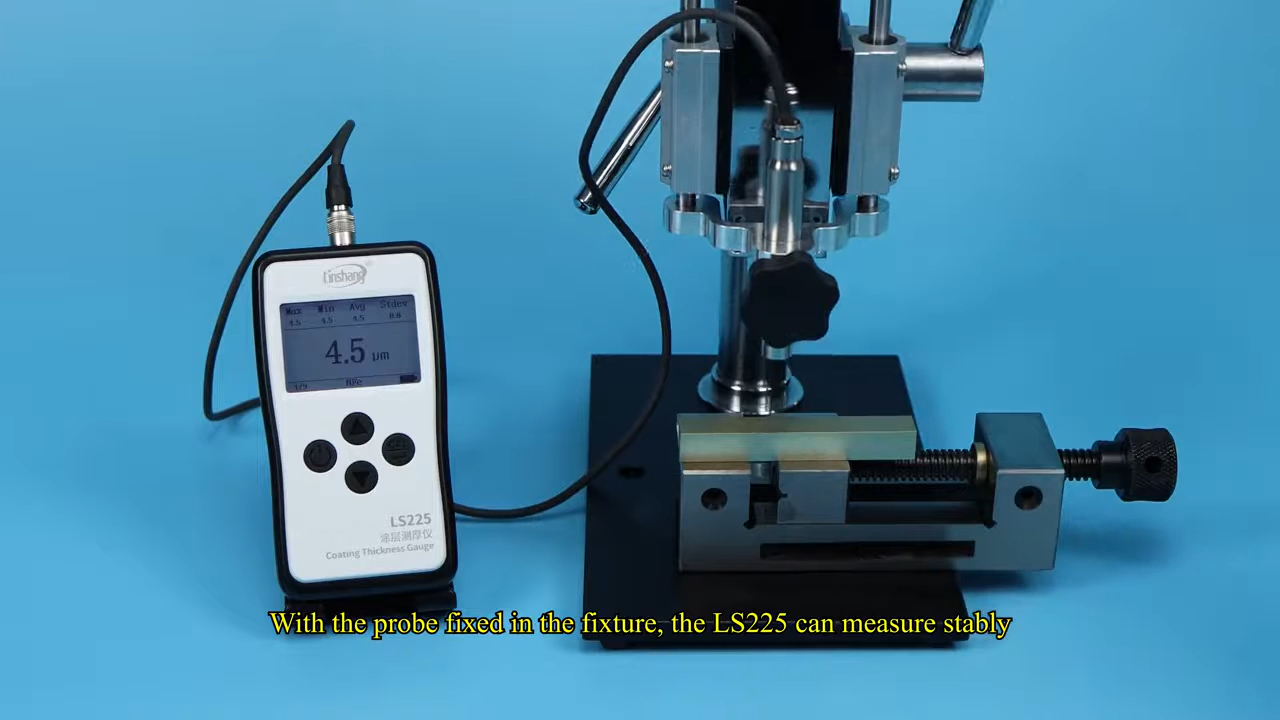 Linshang
Max Min Avg Stdev
4.5 4.5 4.5 0.0
4.5 μm
NFe
LS225
涂层测厚仪
Coating Thickness Gauge
With the probe fixed in the fixture, the LS225 can measure stably